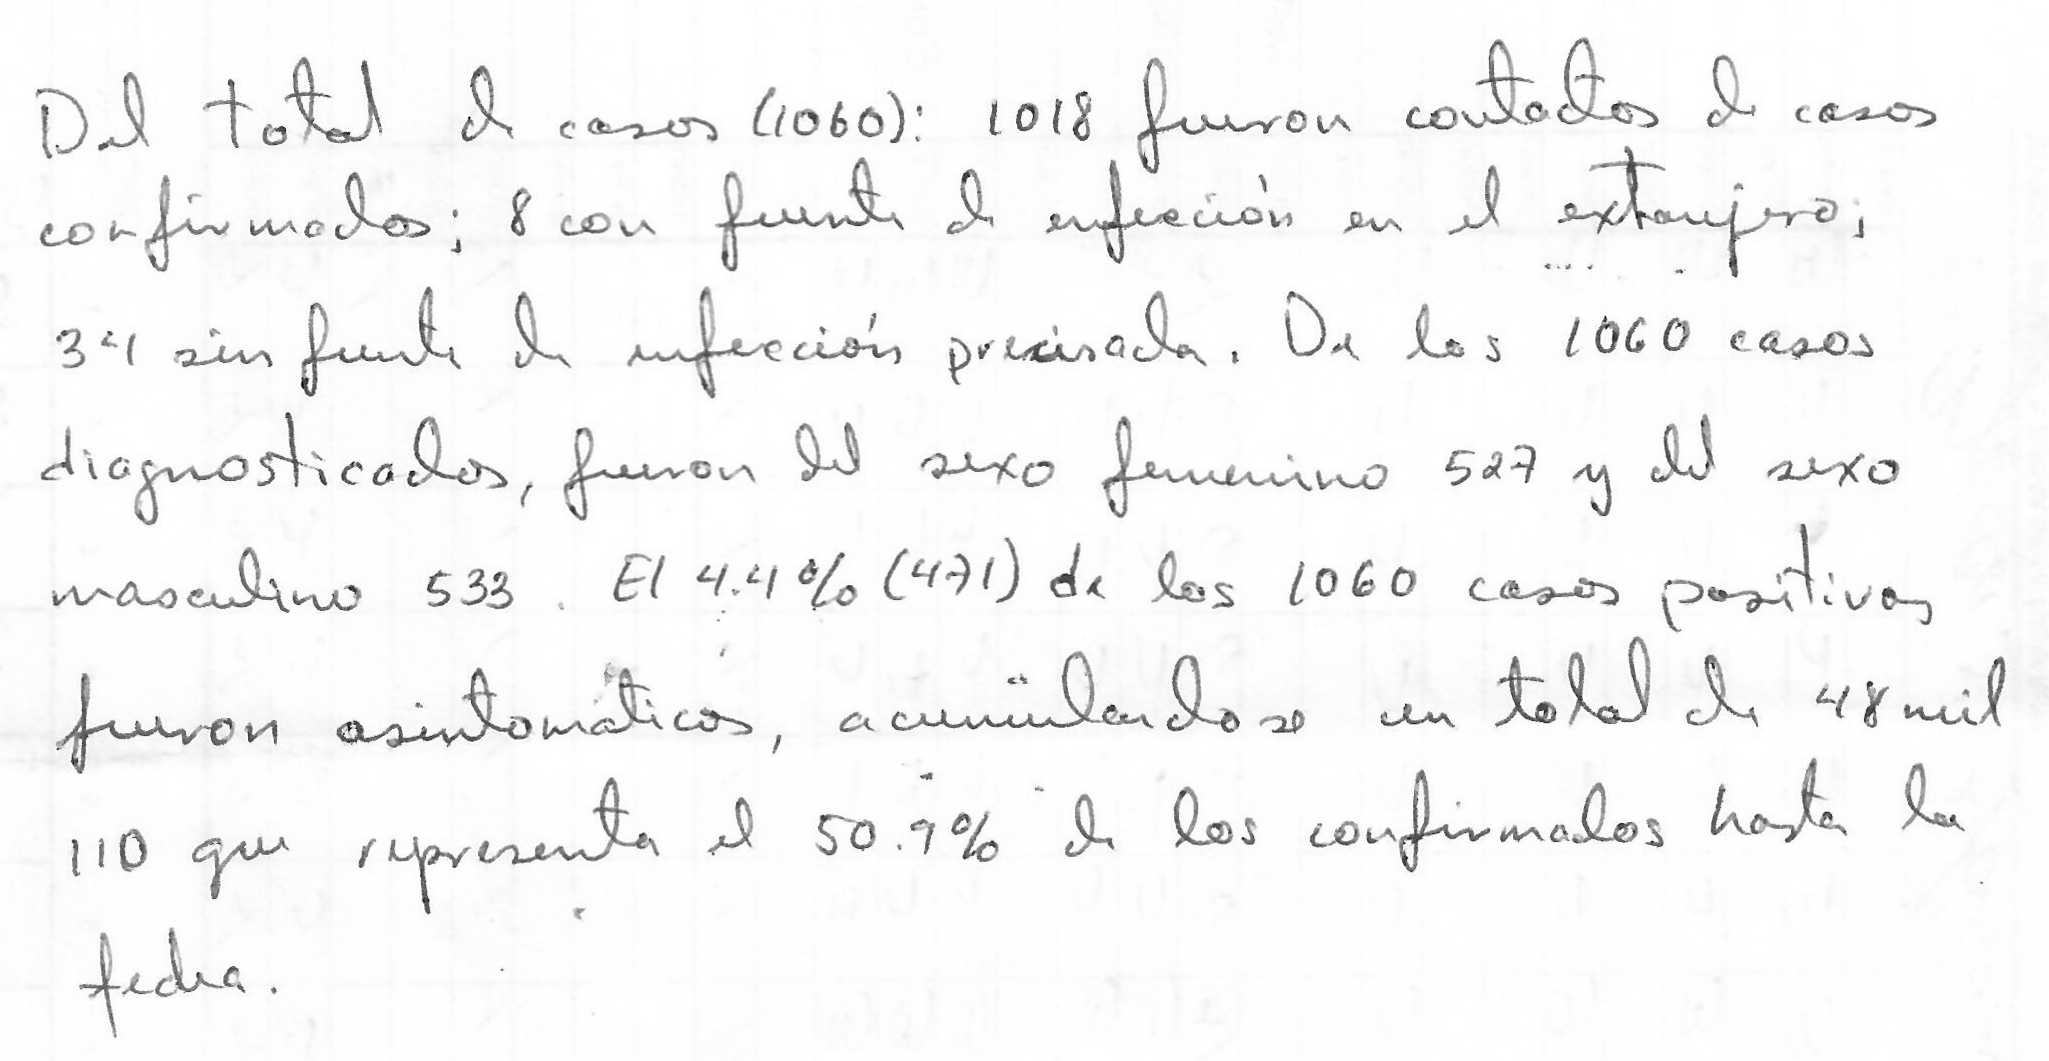 Del total de casos (1060): 1018 fueron contactos de casos
confirmados; 8 con fuente de infección en el extranjero;
34 sin fuente de infección precisada. De los 1060 casos
diagnosticados, fueron del sexo femenino 527 y del sexo
masculino 533. El 4.4% (471) de los 1060 casos positivos
fueron asintomáticos, acumulandose un total de 48 mil
110 que representa el 50.9% de los confirmados hasta la
fecha.